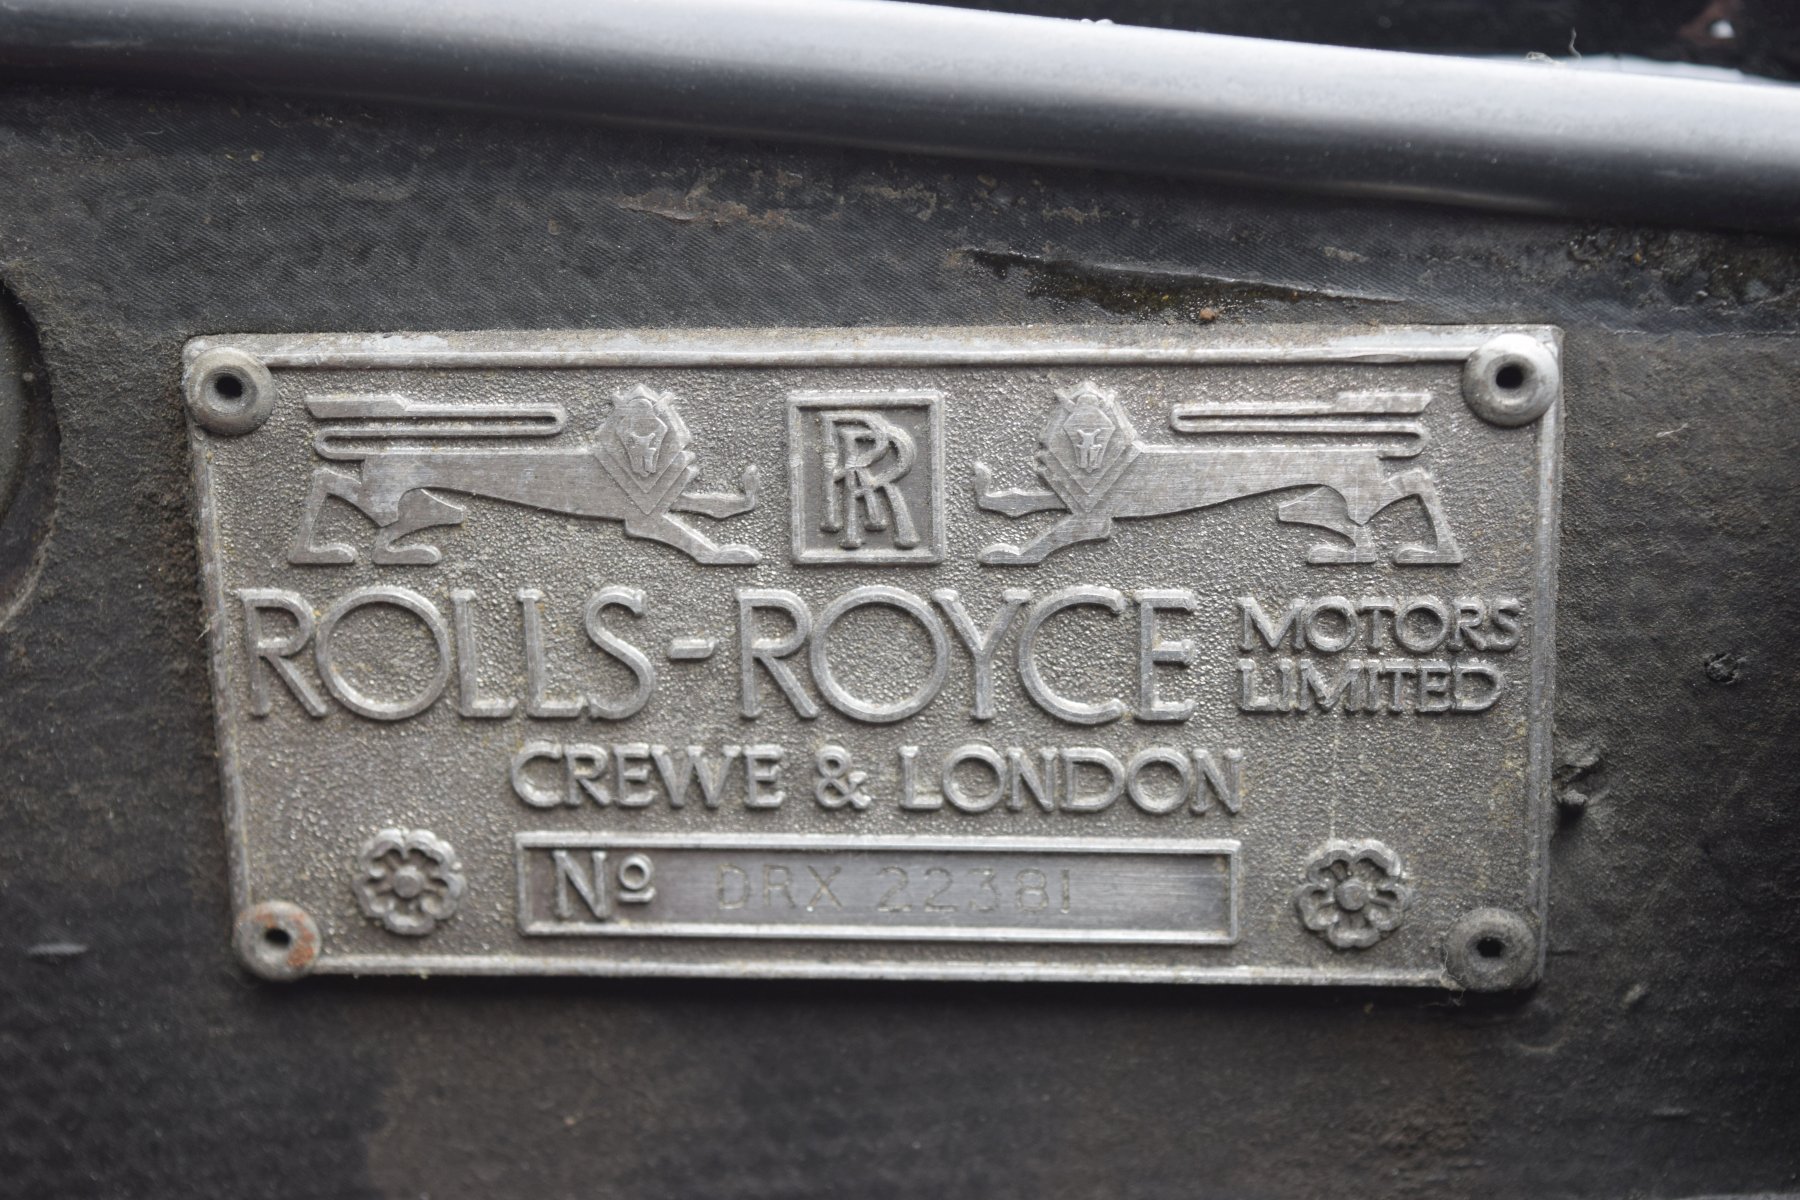 RR
ROLLS-ROYCE MOTORS LIMITED
CREWE & LONDON
Nº DRX 22381